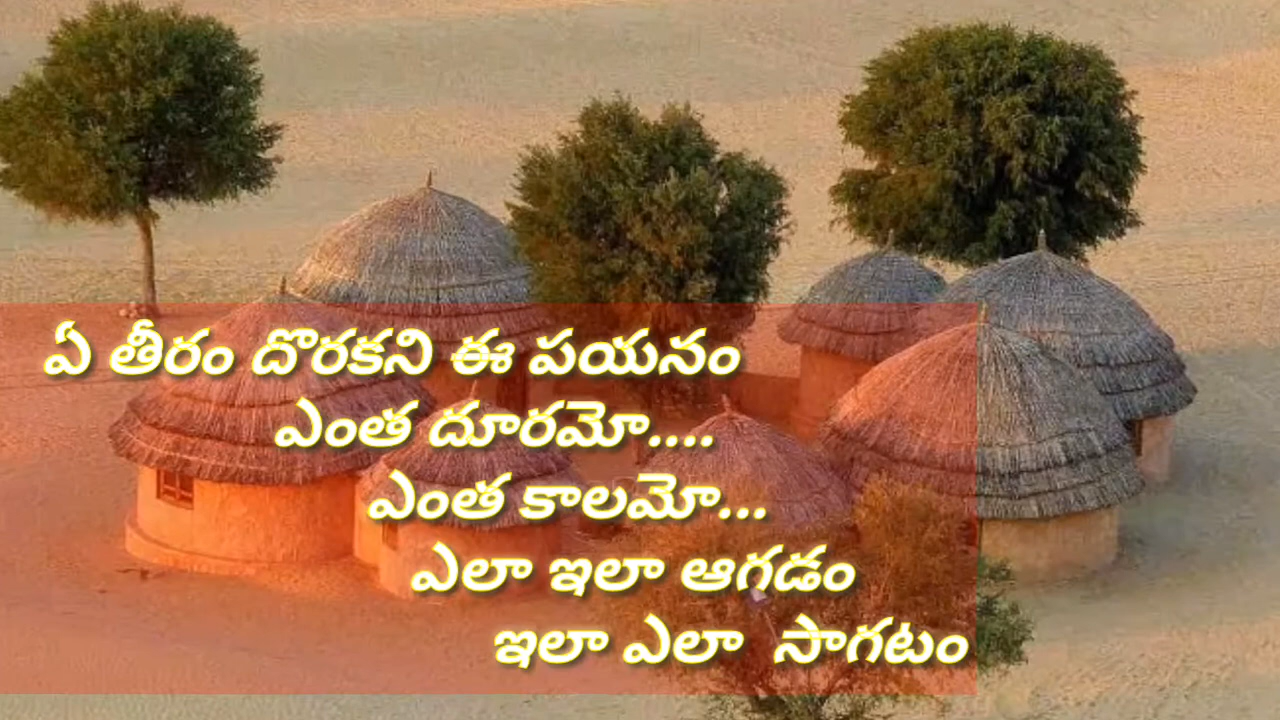 ఏ తీరం దొరకని ఈ పయనం
ఎంత దూరమో....
ఎంత కాలమో...
ఎలా ఇలా ఆగడం
ఇలా ఎలా సాగటం